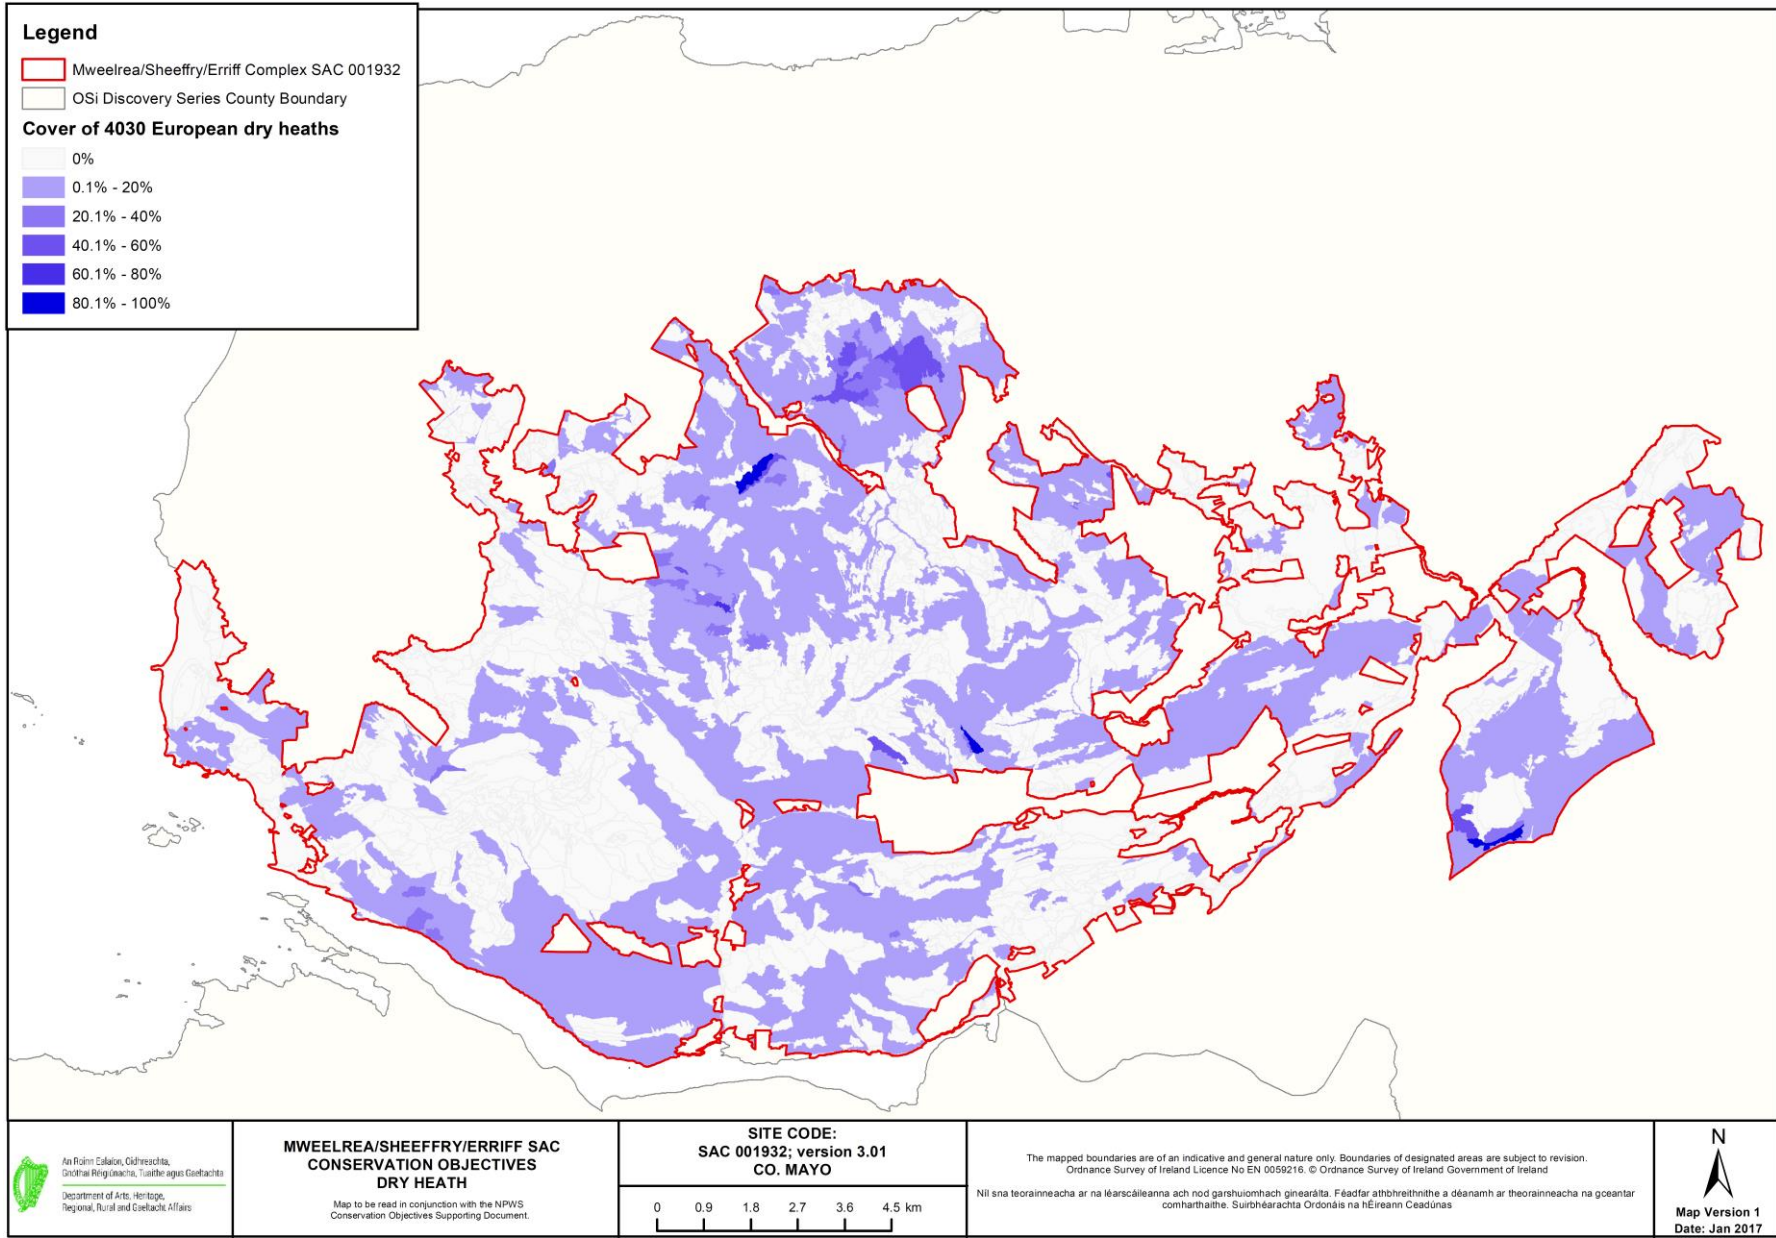 Legend
Mweelrea/Sheeffry/Erriff Complex SAC 001932
OSi Discovery Series County Boundary
Cover of 4030 European dry heaths
0%
0.1% - 20%
20.1% - 40%
40.1% - 60%
60.1% - 80%
80.1% - 100%
An Roinn Ealaíon, Oidhreachta,
Gnóthaí Réigiúnacha, Tuaithe agus Gaeltachta
Department of Arts, Heritage,
Regional, Rural and Gaeltacht Affairs
MWEELREA/SHEEFFRY/ERRIFF SAC
CONSERVATION OBJECTIVES
DRY HEATH
Map to be read in conjunction with the NPWS
Conservation Objectives Supporting Document.
SITE CODE:
SAC 001932; version 3.01
CO. MAYO
0 0.9 1.8 2.7 3.6 4.5 km
The mapped boundaries are of an indicative and general nature only. Boundaries of designated areas are subject to revision.
Ordnance Survey of Ireland Licence No EN 0059216. © Ordnance Survey of Ireland Government of Ireland
Níl sna teorainneacha ar na léarscáileanna ach nod garshuíomhach ginearálta. Féadfar athbhreithnithe a déanamh ar theorainneacha na gceantar
comharthaithe. Suirbhéarachta Ordonáis na hÉireann Ceadúnas
N
Map Version 1
Date: Jan 2017